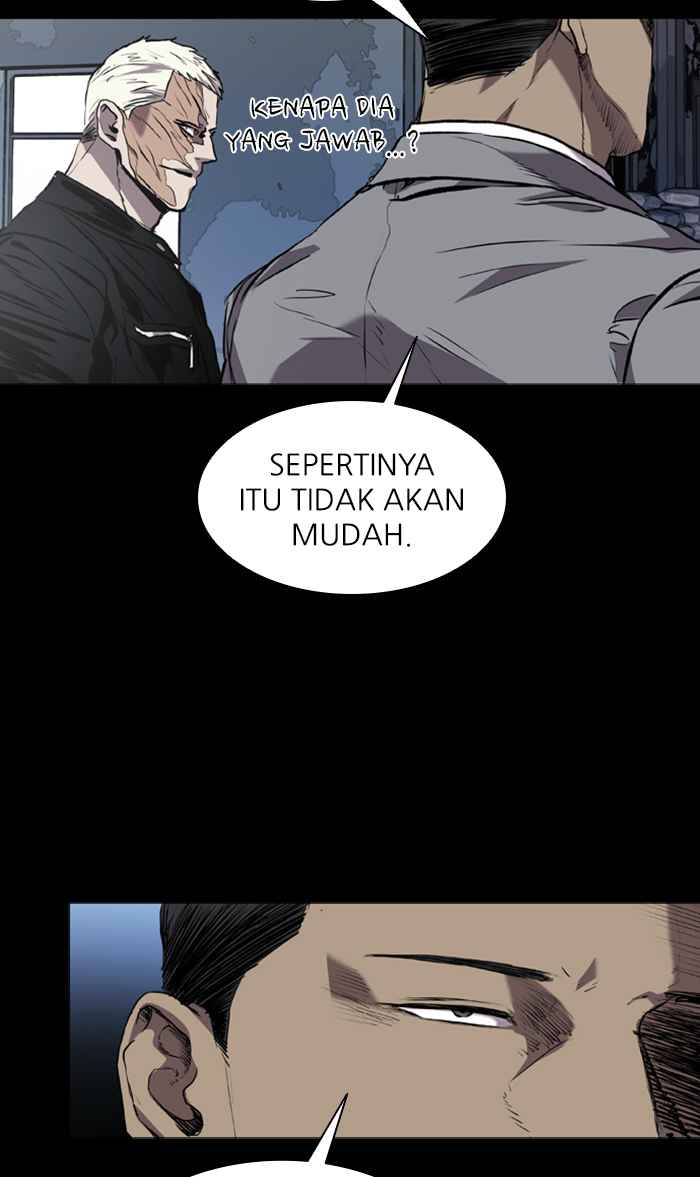 KENAPA DIA
YANG JAWAB...?
SEPERTINYA
ITU TIDAK AKAN
MUDAH.